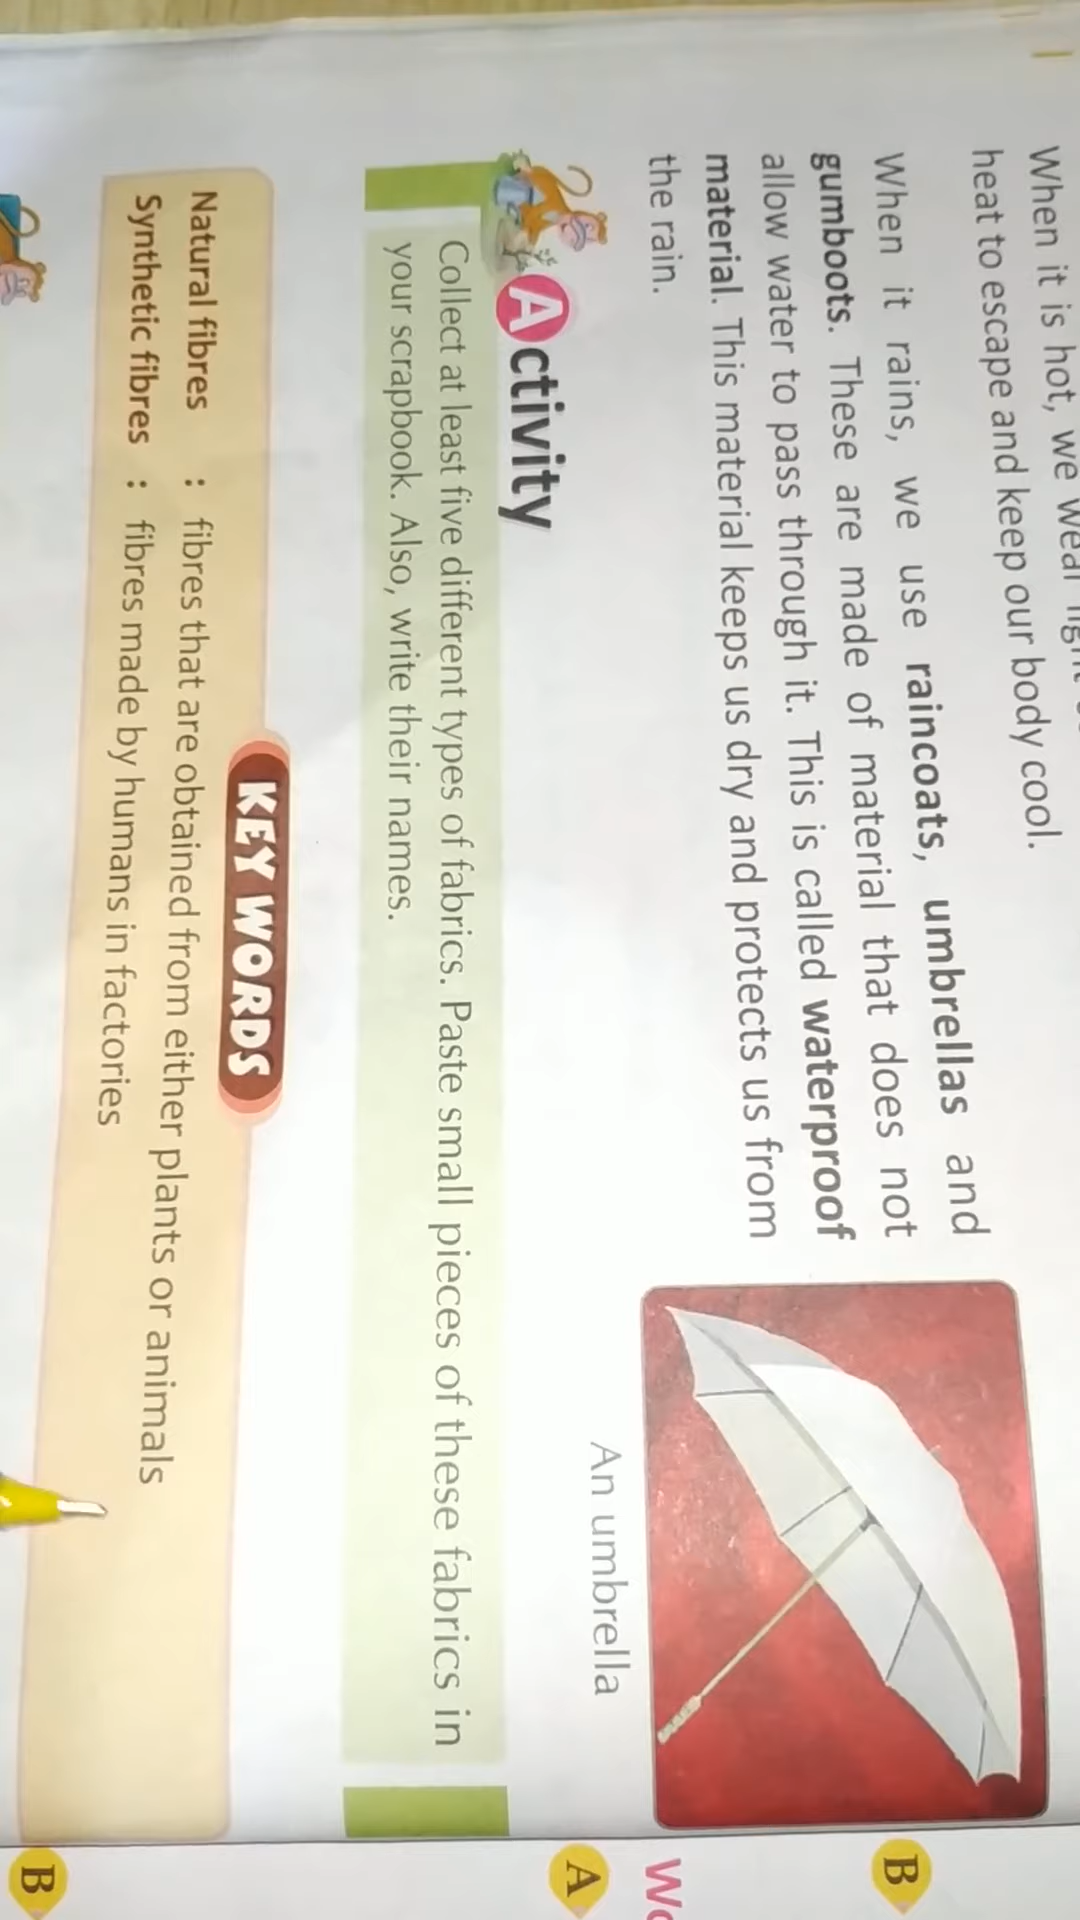 When it is hot, we wear
heat to escape and keep our body cool.
When it rains, we use raincoats, umbrellas and
gumboots. These are made of material that does not
allow water to pass through it. This is called waterproof
material. This material keeps us dry and protects us from
the rain.
An umbrella
Activity
Collect at least five different types of fabrics. Paste small pieces of these fabrics in
your scrapbook. Also, write their names.
KEY WORDS
Natural fibres : fibres that are obtained from either plants or animals
Synthetic fibres : fibres made by humans in factories
B
A
B